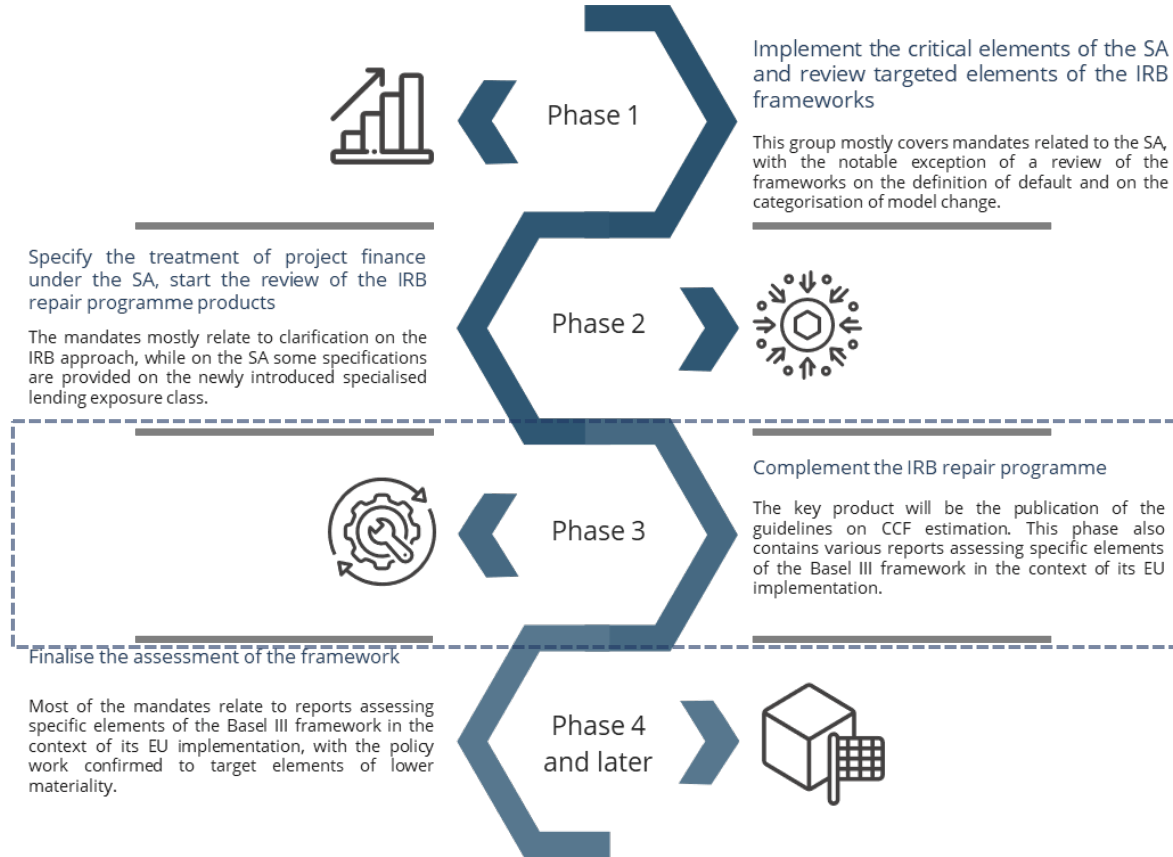 Phase 1
Implement the critical elements of the SA
and review targeted elements of the IRB
frameworks
This group mostly covers mandates related to the SA,
with the notable exception of a review of the
frameworks on the definition of default and on the
categorisation of model change.
Specify the treatment of project finance
under the SA, start the review of the IRB
repair programme products
The mandates mostly relate to clarification on the
IRB approach, while on the SA some specifications
are provided on the newly introduced specialised
lending exposure class.
Phase 2
Phase 3
Complement the IRB repair programme
The key product will be the publication of the
guidelines on CCF estimation. This phase also
contains various reports assessing specific elements
of the Basel III framework in the context of its EU
implementation.
Finalise the assessment of the framework
Most of the mandates relate to reports assessing
specific elements of the Basel III framework in the
context of its EU implementation, with the policy
work confirmed to target elements of lower
materiality.
Phase 4
and later